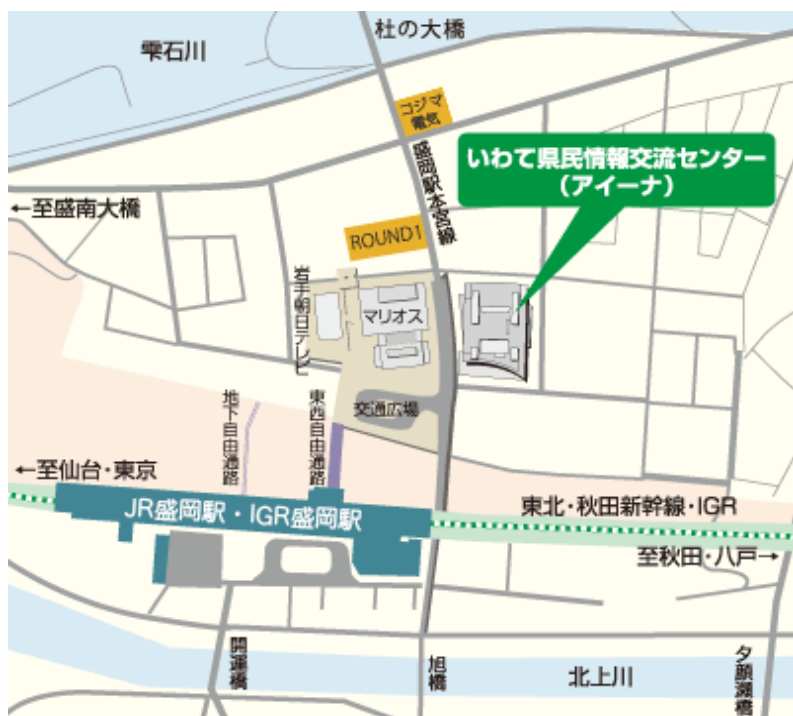 杜の大橋
雫石川
コジマ
電気
盛岡駅本宮線
いわて県民情報交流センター
（アイーナ）
←至盛南大橋
ROUND1
岩手朝日テレビ
マリオス
交通広場
地下自由通路
東西自由通路
←至仙台・東京
JR盛岡駅・IGR盛岡駅
東北・秋田新幹線・IGR
至秋田・八戸→
開運橋
旭橋
北上川
夕顔瀬橋